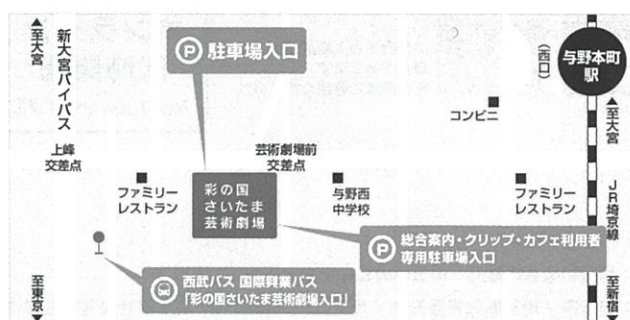 ▲至大宮
新大宮バイパス
Ⓟ 駐車場入口
(西口)
与野本町
駅
▲至大宮
コンビニ
上峰
交差点
芸術劇場前
交差点
ファミリー
レストラン
彩の国
さいたま
芸術劇場
与野西
中学校
ファミリー
レストラン
JR埼京線
Ⓟ 総合案内・クリップ・カフェ利用者
専用駐車場入口
西武バス 国際興業バス
「彩の国さいたま芸術劇場入口」
至東京▼
至新宿▼